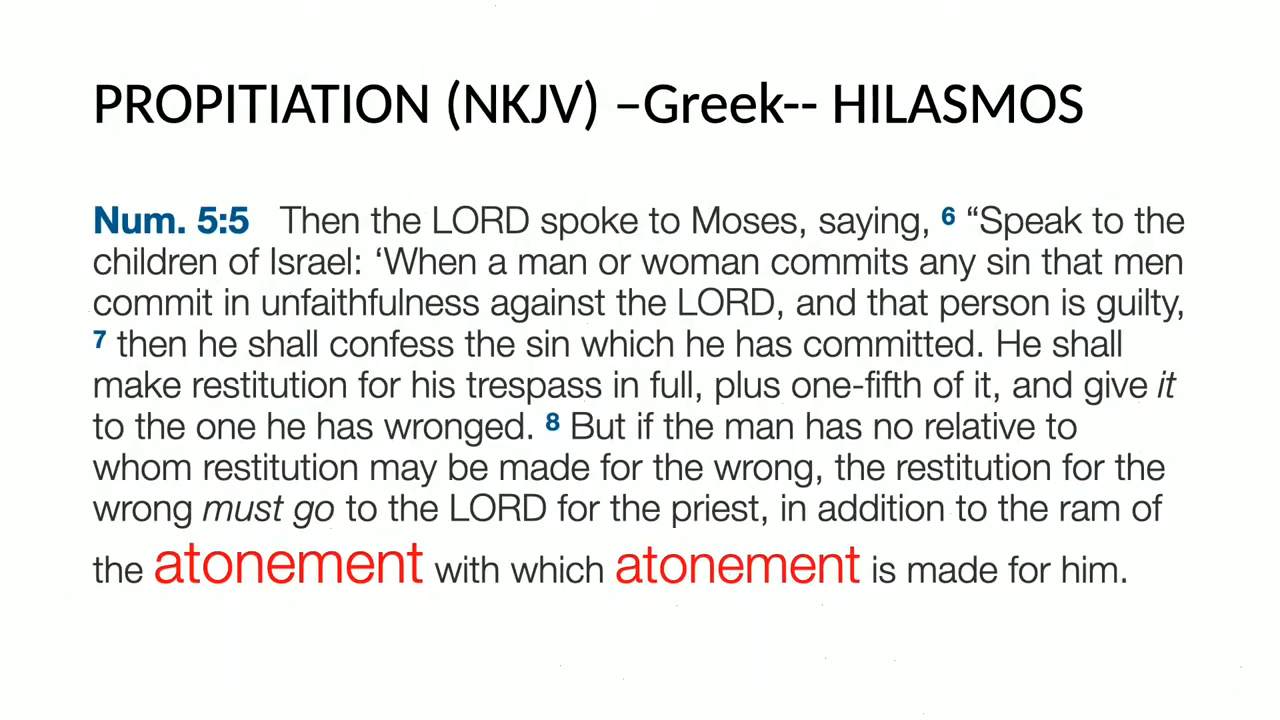 PROPITIATION (NKJV) –Greek-- HILASMOS
Num. 5:5 Then the LORD spoke to Moses, saying, 6 “Speak to the
children of Israel: ‘When a man or woman commits any sin that men
commit in unfaithfulness against the LORD, and that person is guilty,
7 then he shall confess the sin which he has committed. He shall
make restitution for his trespass in full, plus one-fifth of it, and give it
to the one he has wronged. 8 But if the man has no relative to
whom restitution may be made for the wrong, the restitution for the
wrong must go to the LORD for the priest, in addition to the ram of
the atonement with which atonement is made for him.